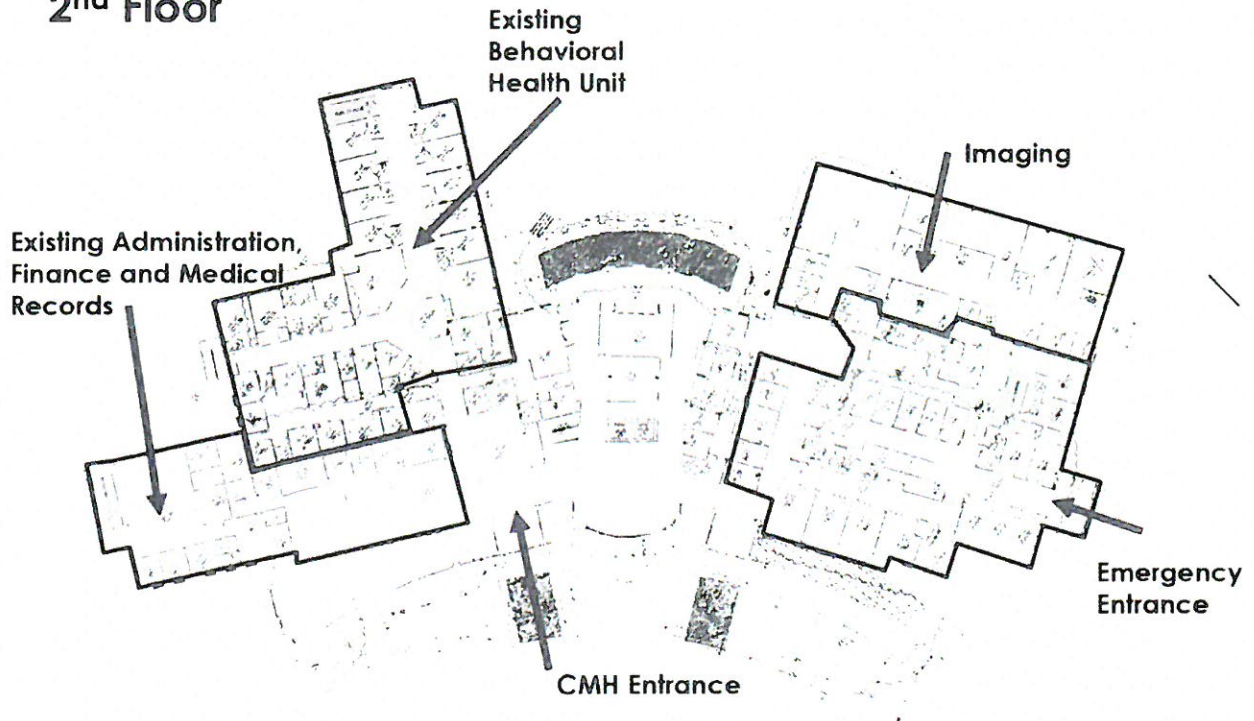 2nd Floor
Existing
Behavioral
Health Unit
Imaging
Existing Administration,
Finance and Medical
Records
Emergency
Entrance
CMH Entrance